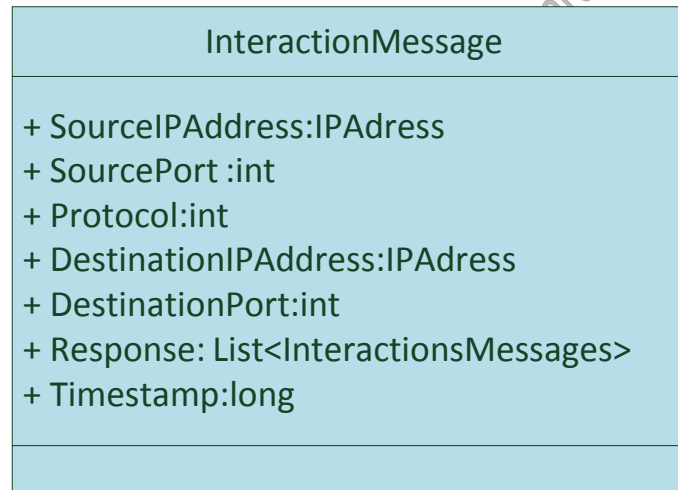 InteractionMessage
+ SourceIPAddress:IPAdress
+ SourcePort :int
+ Protocol:int
+ DestinationIPAddress:IPAdress
+ DestinationPort:int
+ Response: List<InteractionsMessages>
+ Timestamp:long